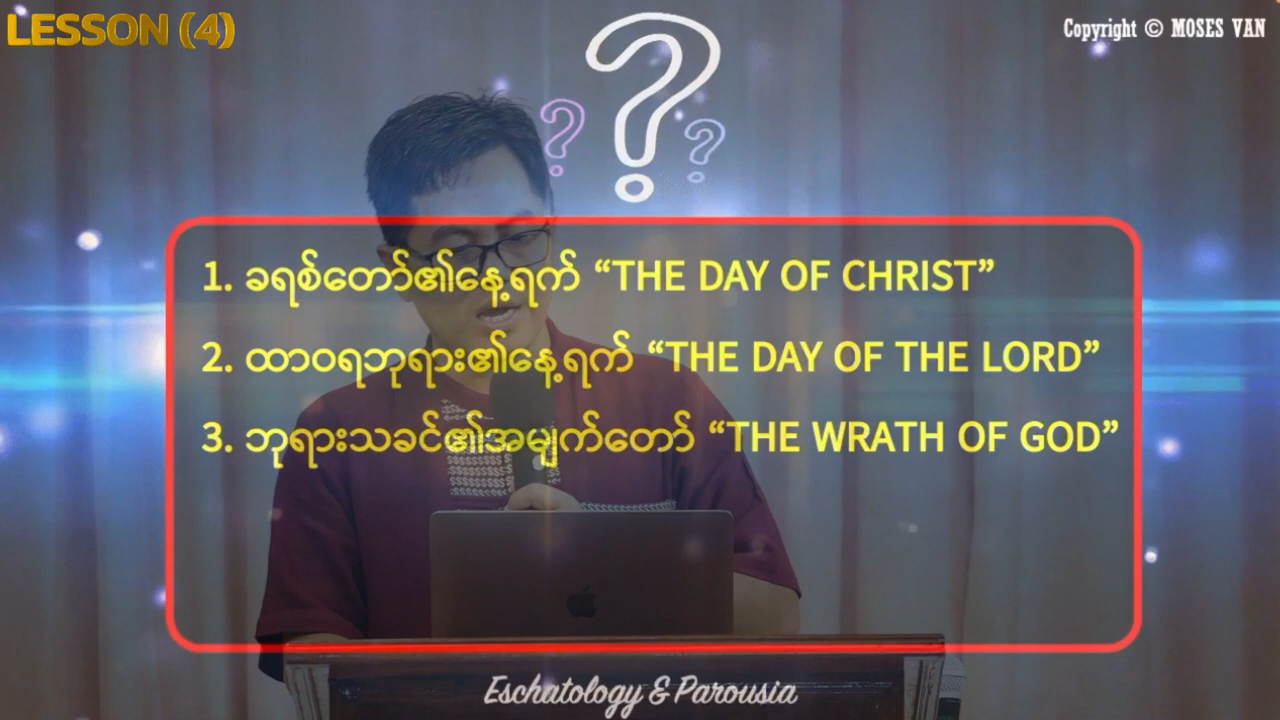 LESSON (4)
Copyright © MOSES VAN
1. ခရစ်တော်၏နေ့ရက် “THE DAY OF CHRIST”
2. ထာဝရဘုရား၏နေ့ရက် “THE DAY OF THE LORD”
3. ဘုရားသခင်၏အမျက်တော် “THE WRATH OF GOD”
Eschatology & Parousia